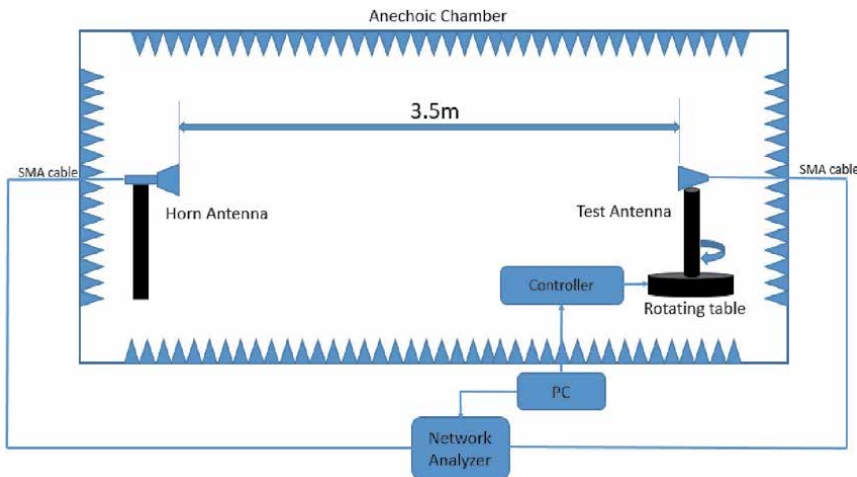 Anechoic Chamber
3.5m
SMA cable
SMA cable
Horn Antenna
Test Antenna
Controller
Rotating table
PC
Network
Analyzer